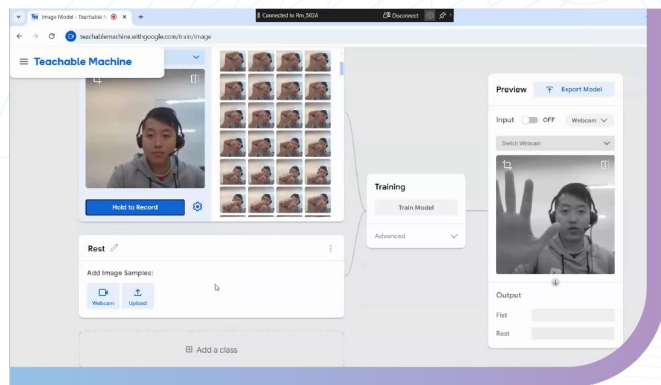 Image Model - Teachable M
Connected to Rm_503A
Disconnect
teachablemachine.withgoogle.com/train/image
Teachable Machine
Hold to Record
Rest
Add Image Samples:
Webcam
Upload
Add a class
Training
Train Model
Advanced
Preview
Export Model
Input
OFF
Webcam
Switch Webcam
Output
Fist
Rest